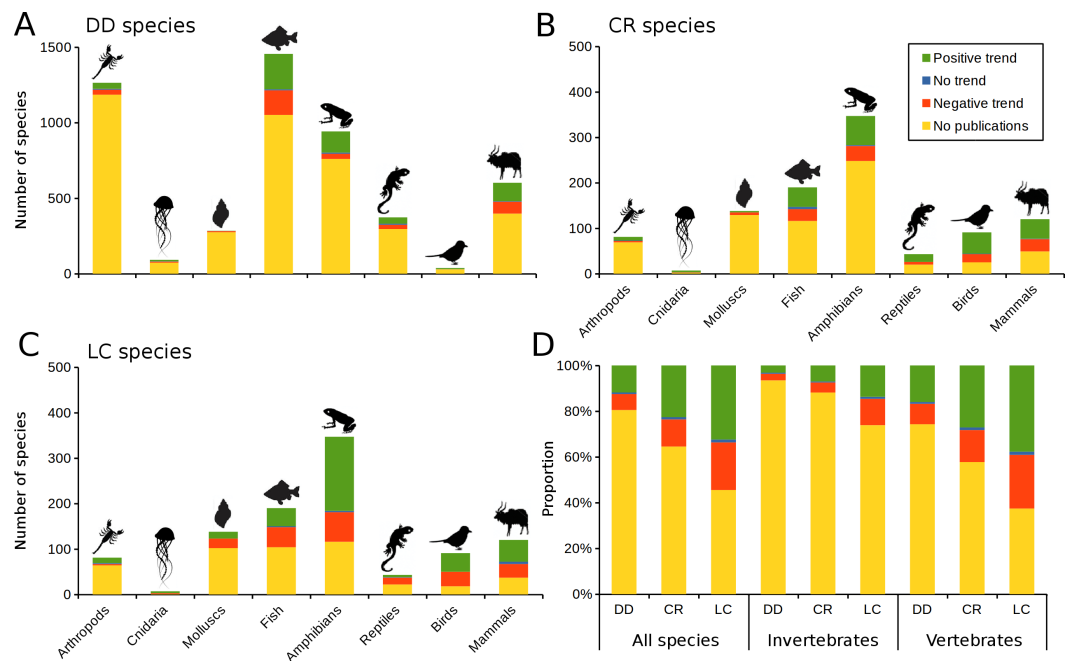 A
DD species
Number of species
1500
1000
500
0
B
CR species
500
400
300
200
100
0
Positive trend
No trend
Negative trend
No publications
Arthropods
Cnidaria
Molluscs
Fish
Amphibians
Reptiles
Birds
Mammals
C
LC species
Number of species
500
400
300
200
100
0
Arthropods
Cnidaria
Molluscs
Fish
Amphibians
Reptiles
Birds
Mammals
D
Proportion
100%
80%
60%
40%
20%
0%
DD CR LC DD CR LC DD CR LC
All species Invertebrates Vertebrates